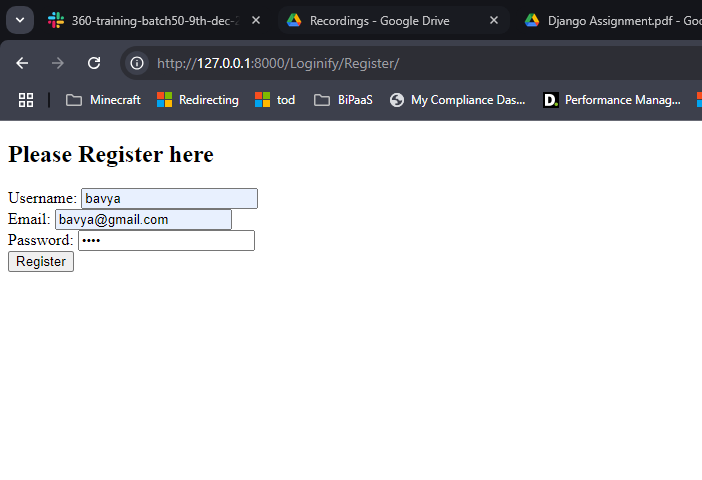 360-training-batch50-9th-dec-2
Recordings - Google Drive
Django Assignment.pdf - Goo
http://127.0.0.1:8000/Loginify/Register/
Minecraft
Redirecting
tod
BiPaaS
My Compliance Das...
D.
Performance Manag...
Please Register here
Username: bavya
Email: bavya@gmail.com
Password: ••••
Register